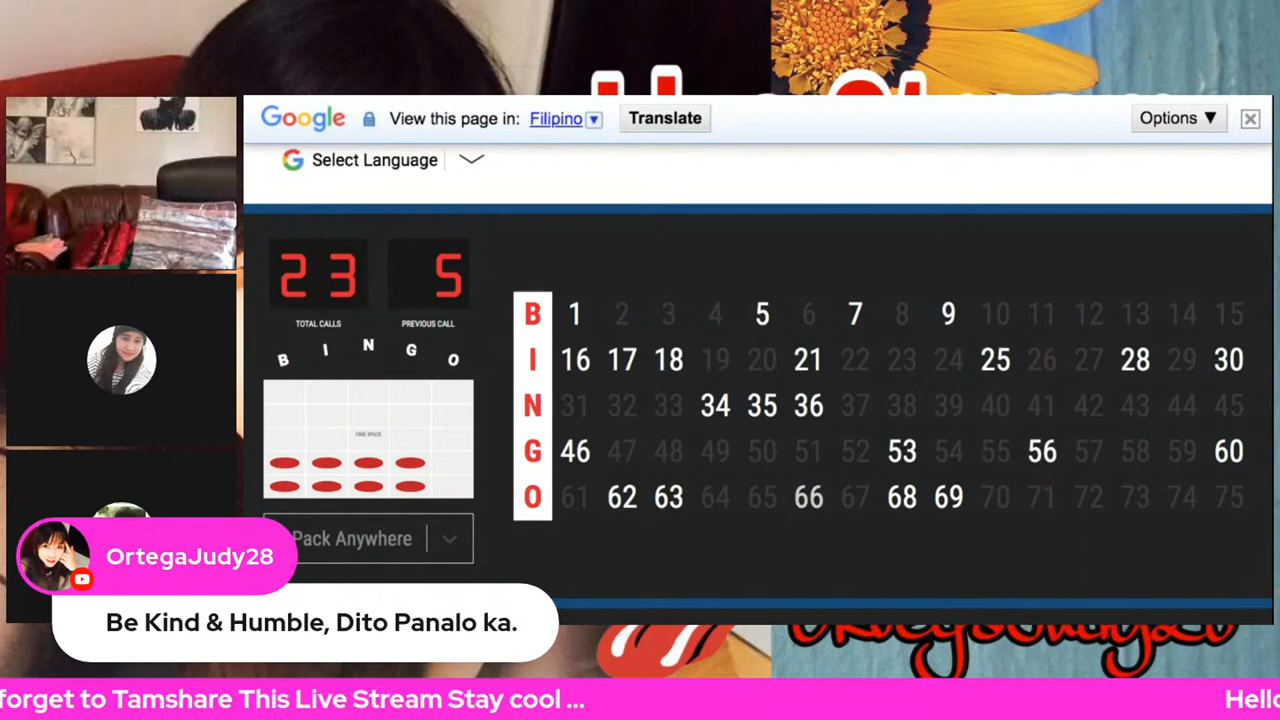 Google View this page in: Filipino Translate Options ▼
G Select Language
23 5
TOTAL CALLS PREVIOUS CALL
B I N G O
FREE SPACE
Pack Anywhere
B 1 2 3 4 5 6 7 8 9 10 11 12 13 14 15
I 16 17 18 19 20 21 22 23 24 25 26 27 28 29 30
N 31 32 33 34 35 36 37 38 39 40 41 42 43 44 45
G 46 47 48 49 50 51 52 53 54 55 56 57 58 59 60
O 61 62 63 64 65 66 67 68 69 70 71 72 73 74 75
OrtegaJudy28
Be Kind & Humble, Dito Panalo ka.
forget to Tamshare This Live Stream Stay cool ... Hello